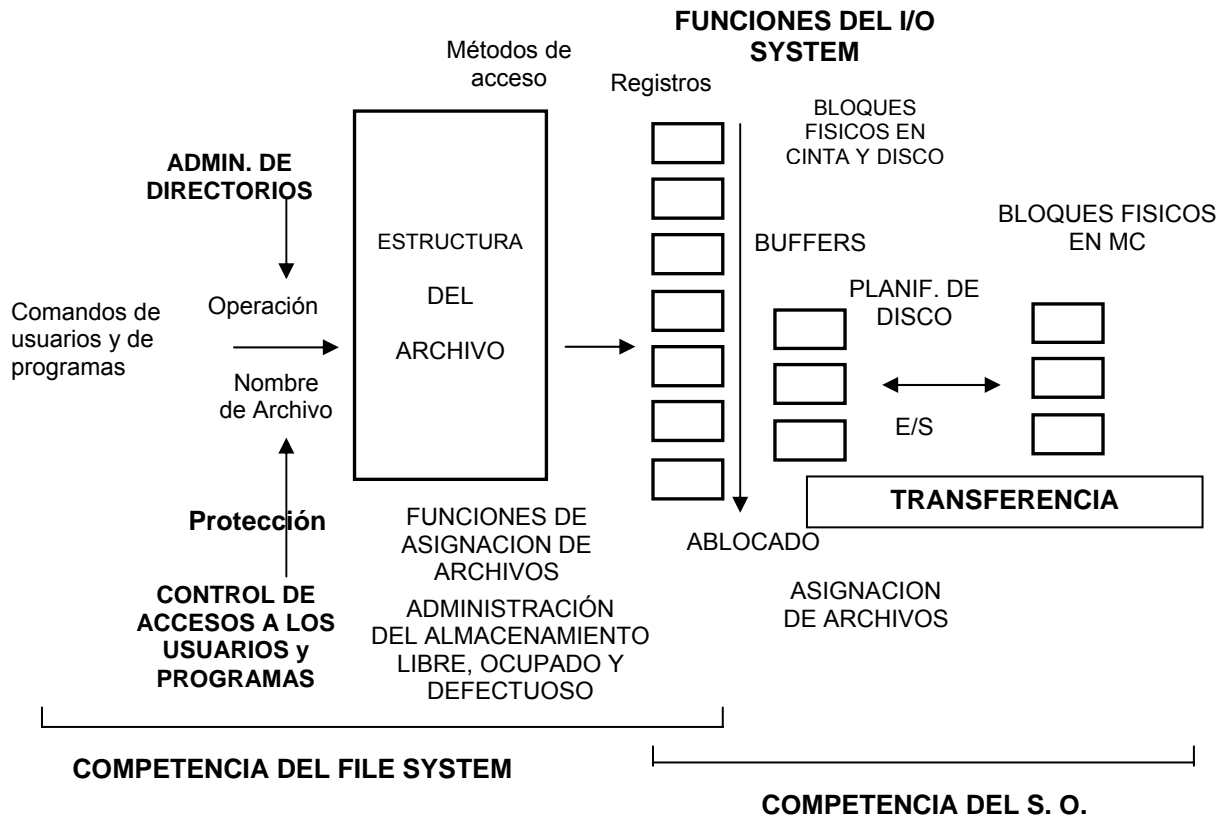 FUNCIONES DEL I/O
SYSTEM
Métodos de
acceso
Registros
BLOQUES
FISICOS EN
CINTA Y DISCO
ADMIN. DE
DIRECTORIOS
BLOQUES FISICOS
EN MC
ESTRUCTURA
DEL
ARCHIVO
BUFFERS
PLANIF. DE
DISCO
Comandos de
usuarios y de
programas
Operación
Nombre
de Archivo
E/S
TRANSFERENCIA
Protección
FUNCIONES DE
ASIGNACION DE
ARCHIVOS
ABLOCADO
CONTROL DE
ACCESOS A LOS
USUARIOS y
PROGRAMAS
ADMINISTRACIÓN
DEL ALMACENAMIENTO
LIBRE, OCUPADO Y
DEFECTUOSO
ASIGNACION
DE ARCHIVOS
COMPETENCIA DEL FILE SYSTEM
COMPETENCIA DEL S. O.